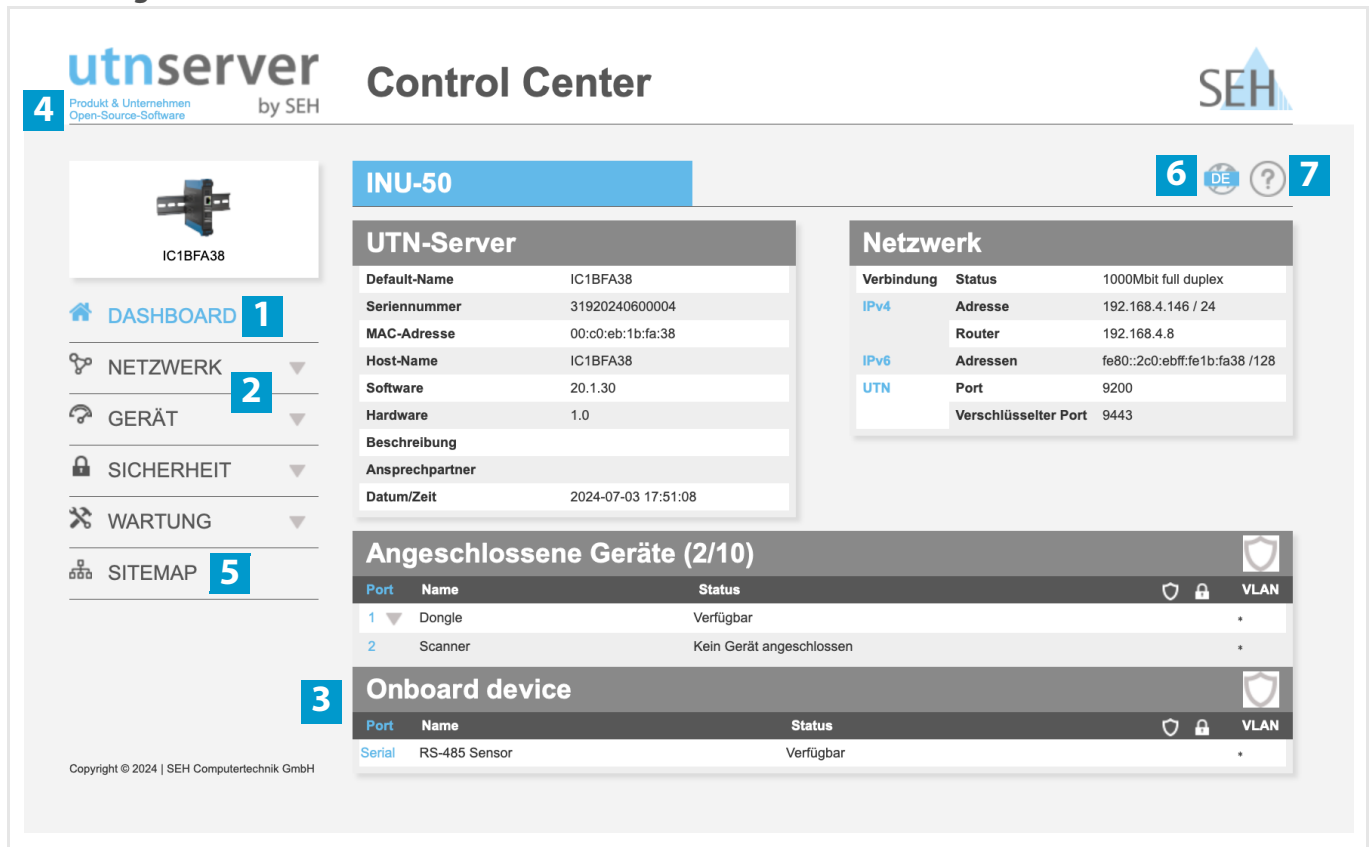 utnserver
by SEH
Produkt & Unternehmen
Open-Source-Software
4
Control Center
SEH
IC1BFA38
INU-50
6
DE
?
7
DASHBOARD
1
NETZWERK
2
GERÄT
SICHERHEIT
WARTUNG
SITEMAP
5
UTN-Server
Default-Name IC1BFA38
Seriennummer 31920240600004
MAC-Adresse 00:c0:eb:1b:fa:38
Host-Name IC1BFA38
Software 20.1.30
Hardware 1.0
Beschreibung
Ansprechpartner
Datum/Zeit 2024-07-03 17:51:08
Netzwerk
Verbindung Status 1000Mbit full duplex
IPv4 Adresse 192.168.4.146 / 24
Router 192.168.4.8
IPv6 Adressen fe80::2c0:ebff:fe1b:fa38 /128
UTN Port 9200
Verschlüsselter Port 9443
Angeschlossene Geräte (2/10)
Port Name Status VLAN
1 Dongle Verfügbar *
2 Scanner Kein Gerät angeschlossen *
3
Onboard device
Port Name Status VLAN
Serial RS-485 Sensor Verfügbar *
Copyright © 2024 | SEH Computertechnik GmbH